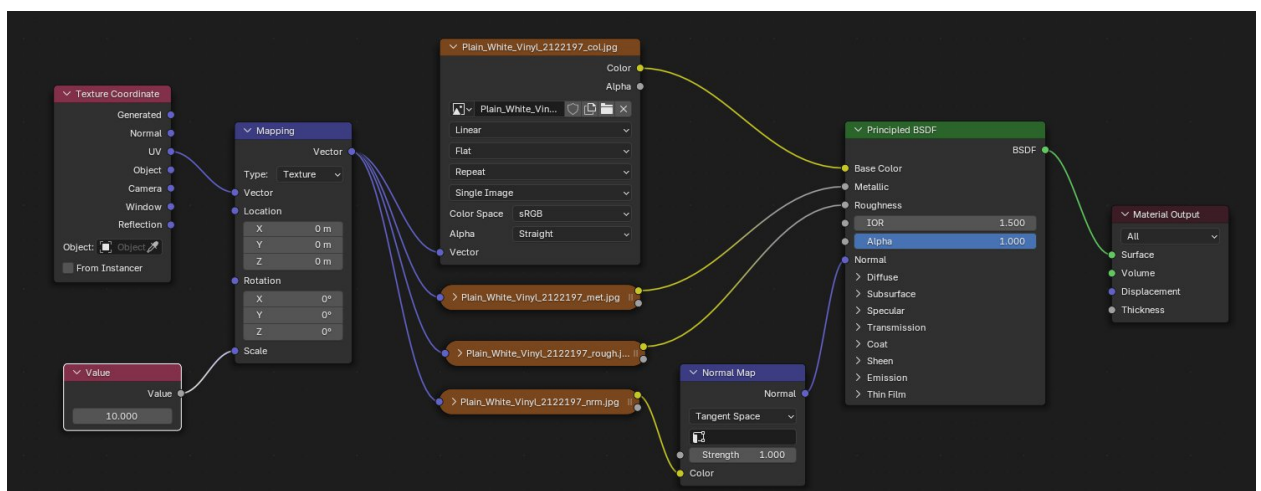 Texture Coordinate
Generated
Normal
UV
Object
Camera
Window
Reflection
Object: Object
From Instancer
Value
Value
10.000
Mapping
Vector
Type: Texture
Vector
Location
X 0 m
Y 0 m
Z 0 m
Rotation
X 0°
Y 0°
Z 0°
Scale
Plain_White_Vinyl_2122197_col.jpg
Color
Alpha
Plain_White_Vin...
Linear
Flat
Repeat
Single Image
Color Space sRGB
Alpha Straight
Vector
Plain_White_Vinyl_2122197_met.jpg
Plain_White_Vinyl_2122197_rough.j...
Plain_White_Vinyl_2122197_nrm.jpg
Normal Map
Normal
Tangent Space
Strength 1.000
Color
Principled BSDF
BSDF
Base Color
Metallic
Roughness
IOR 1.500
Alpha 1.000
Normal
Diffuse
Subsurface
Specular
Transmission
Coat
Sheen
Emission
Thin Film
Material Output
All
Surface
Volume
Displacement
Thickness